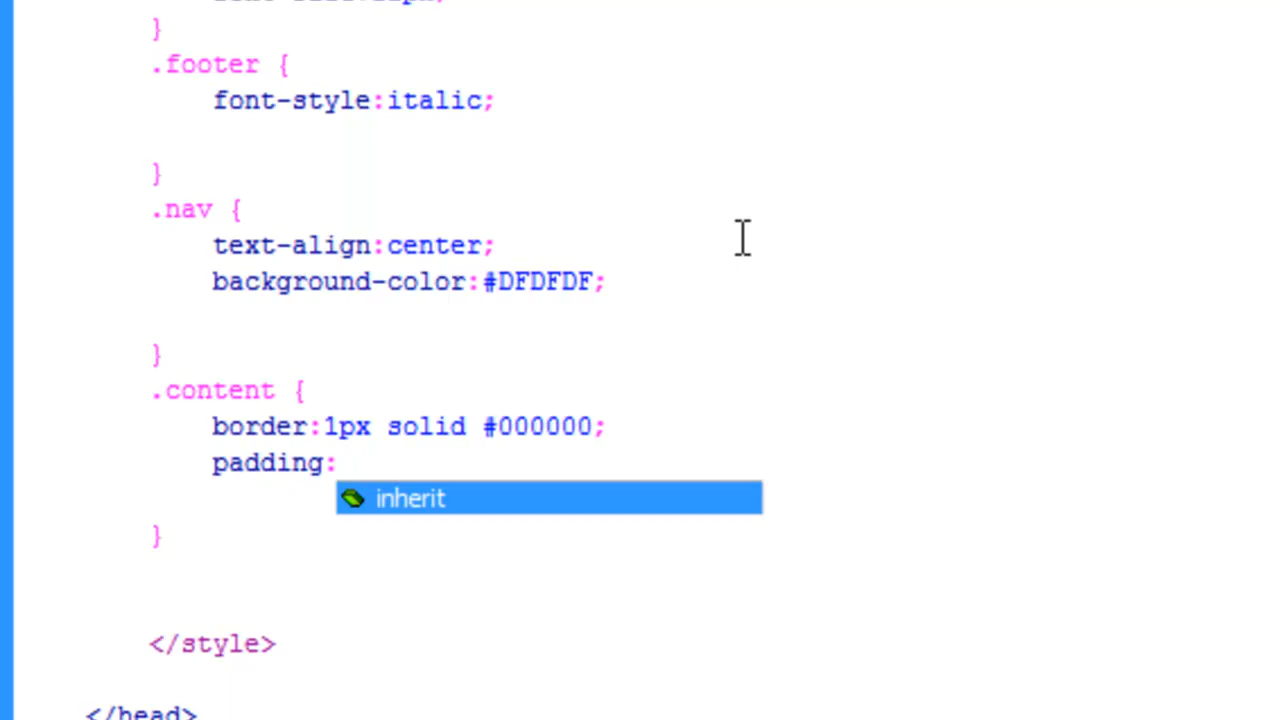 }
.footer {
font-style:italic;
}
.nav {
text-align:center;
background-color:#DFDFDF;
}
.content {
border:1px solid #000000;
padding:
inherit
}
</style>
</head>